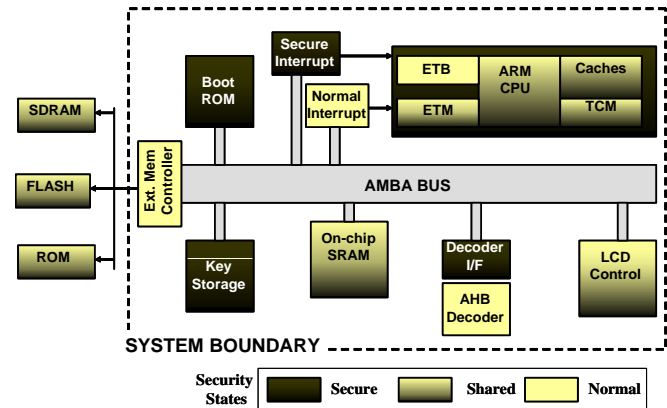 Secure
Interrupt
Boot
ROM
Normal
Interrupt
ETB
ETM
ARM
CPU
Caches
TCM
SDRAM
FLASH
ROM
Ext. Mem
Controller
AMBA BUS
Key
Storage
On-chip
SRAM
Decoder
I/F
AHB
Decoder
LCD
Control
SYSTEM BOUNDARY
Security
States
Secure
Shared
Normal